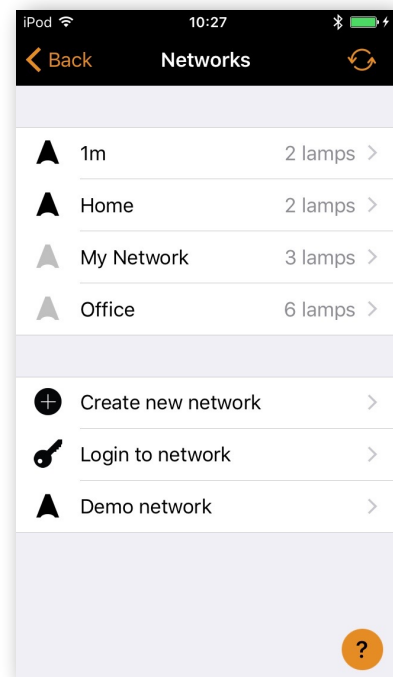 iPod 10:27
Back Networks
1m 2 lamps
Home 2 lamps
My Network 3 lamps
Office 6 lamps
Create new network
Login to network
Demo network
?